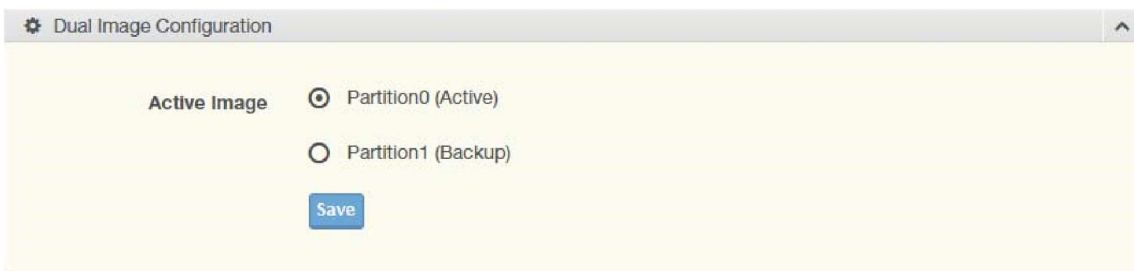 Dual Image Configuration
Active Image
Partition0 (Active)
Partition1 (Backup)
Save